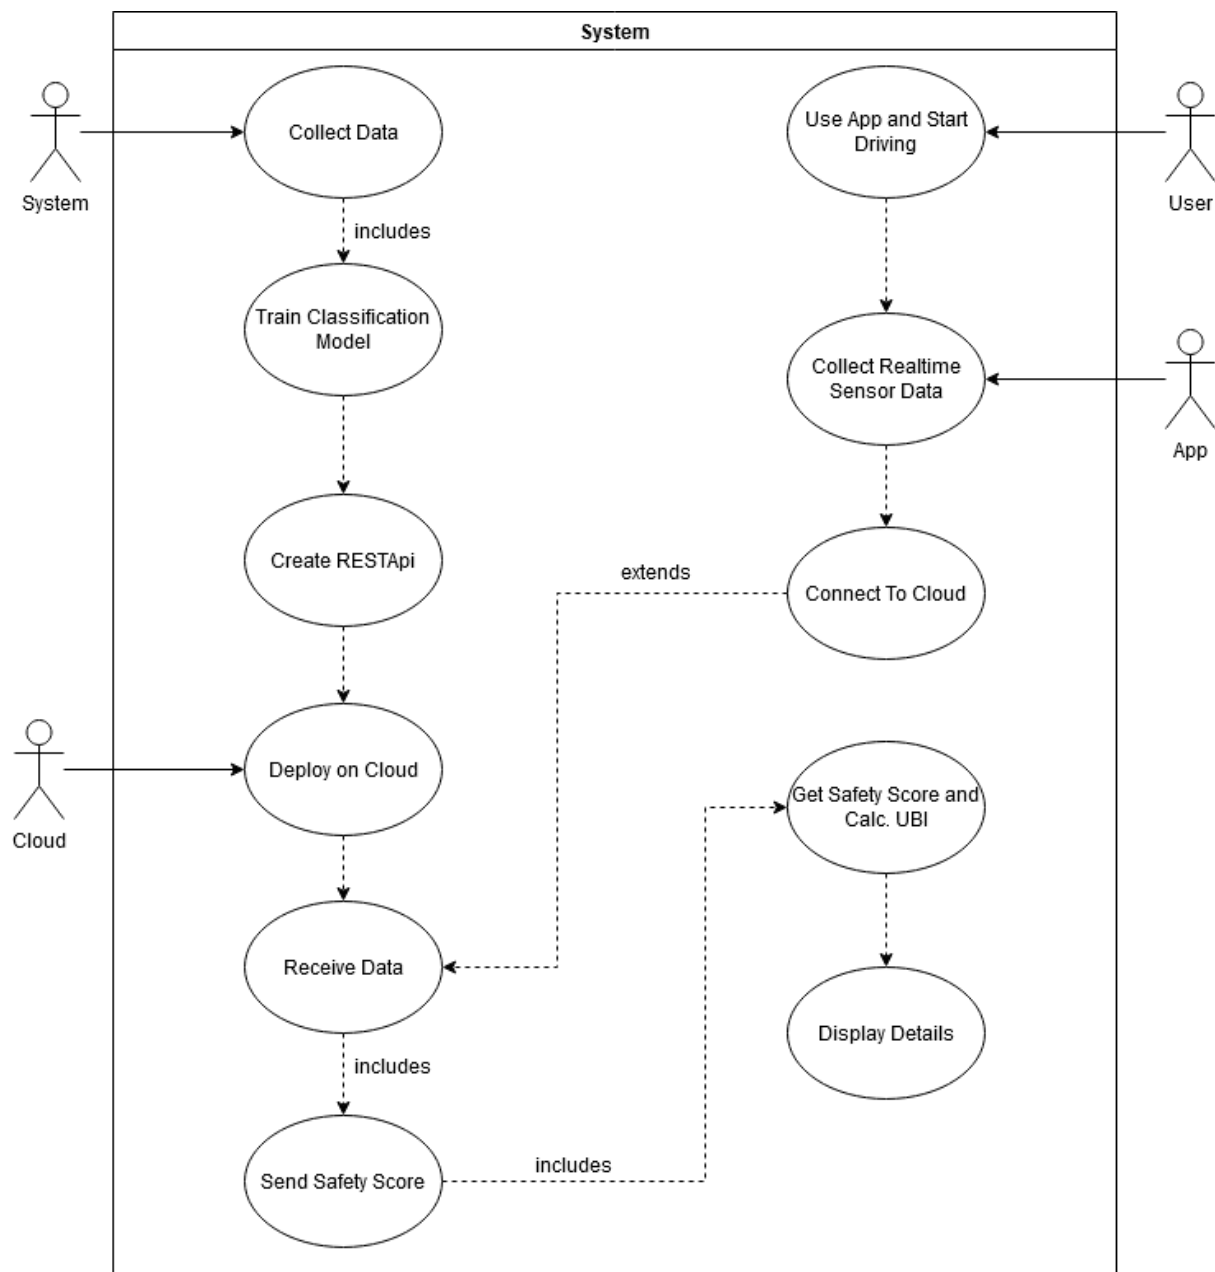 System
Collect Data
Use App and Start
Driving
System
User
includes
Train Classification
Model
Collect Realtime
Sensor Data
App
Create RESTApi
extends
Connect To Cloud
Deploy on Cloud
Cloud
Get Safety Score and
Calc. UBI
Receive Data
Display Details
includes
Send Safety Score
includes